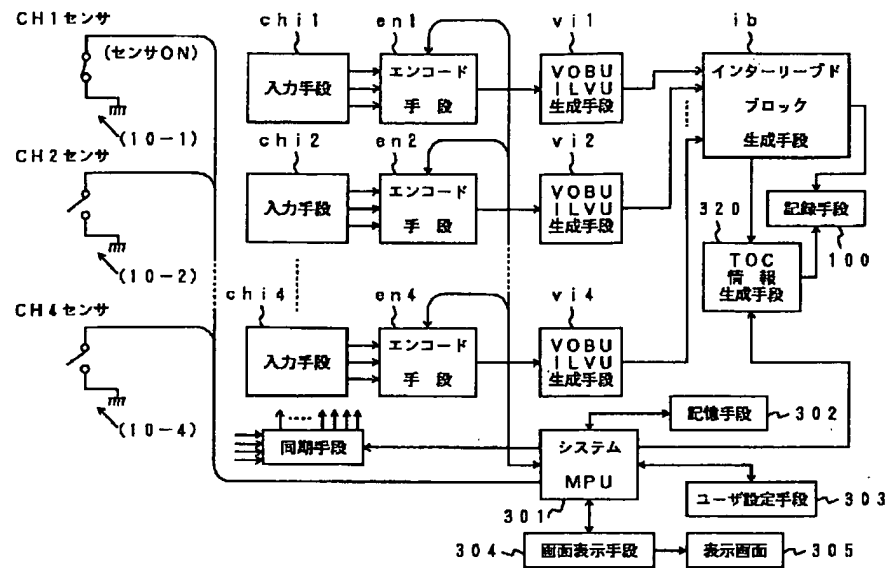 CH1センサ
(センサON)
(10-1)
CH2センサ
(10-2)
CH4センサ
(10-4)
chi1
入力手段
en1
エンコード
手段
vi1
VOBU
ILVU
生成手段
ib
インターリーブド
ブロック
生成手段
chi2
入力手段
en2
エンコード
手段
vi2
VOBU
ILVU
生成手段
320
TOC
情報
生成手段
記録手段
100
chi4
入力手段
en4
エンコード
手段
vi4
VOBU
ILVU
生成手段
同期手段
システム
MPU
301
記憶手段
302
ユーザ設定手段
303
304
画面表示手段
表示画面
305